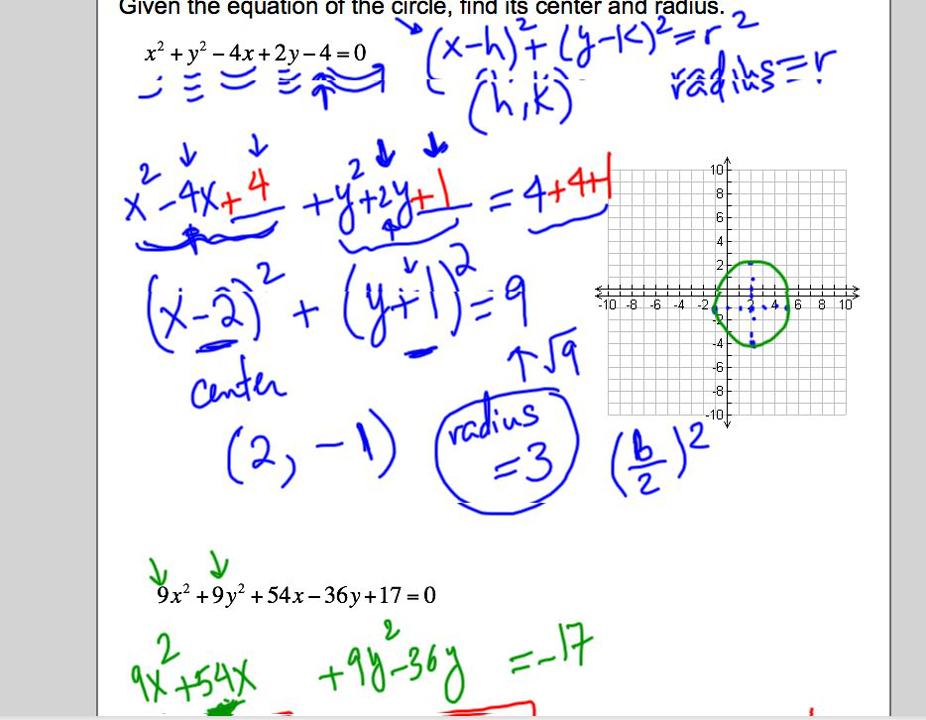 Given the equation of the circle, find its center and radius.
x² + y² − 4x + 2y − 4 = 0
(x-h)² + (y-k)² = r²
(h, k)
radius = r
x² - 4x + 4 + y² + 2y + 1 = 4 + 4 + 1
(x-2)² + (y+1)² = 9
↑ √9
center
(2, -1)
radius = 3
(b/2)²
10
8
6
4
2
-10 -8 -6 -4 -2 2 4 6 8 10
-2
-4
-6
-8
-10
9x² + 9y² + 54x − 36y + 17 = 0
9x² + 54x + 9y² - 36y = -17